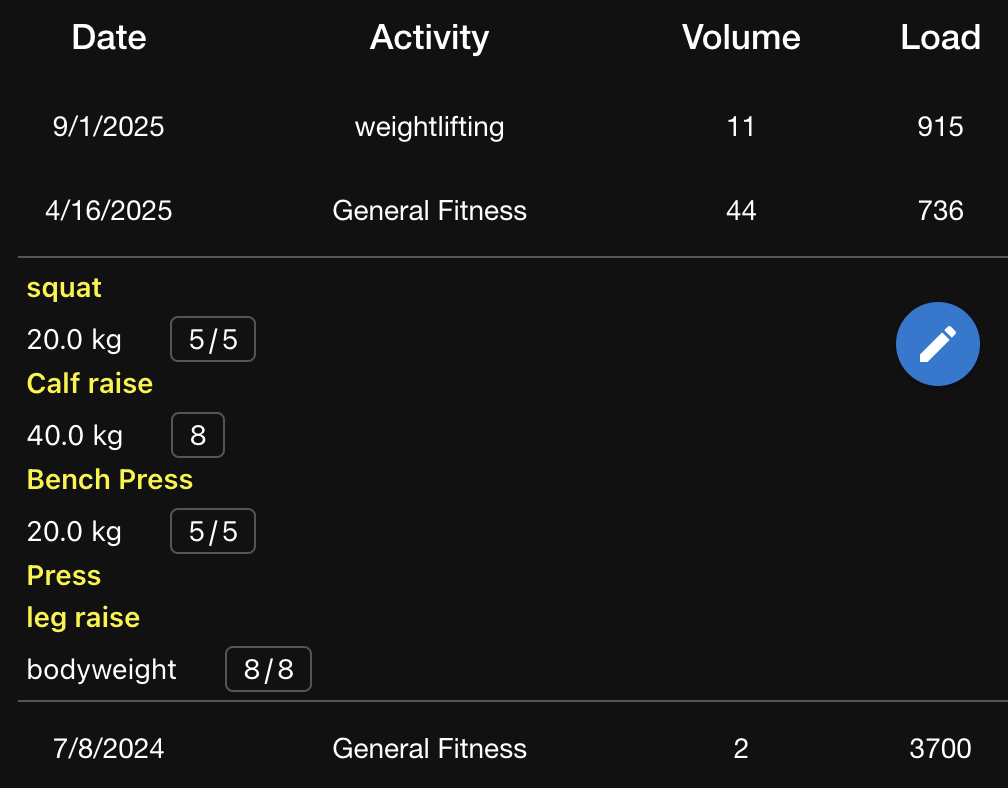 Date Activity Volume Load
9/1/2025 weightlifting 11 915
4/16/2025 General Fitness 44 736
squat
20.0 kg 5/5
Calf raise
40.0 kg 8
Bench Press
20.0 kg 5/5
Press
leg raise
bodyweight 8/8
7/8/2024 General Fitness 2 3700